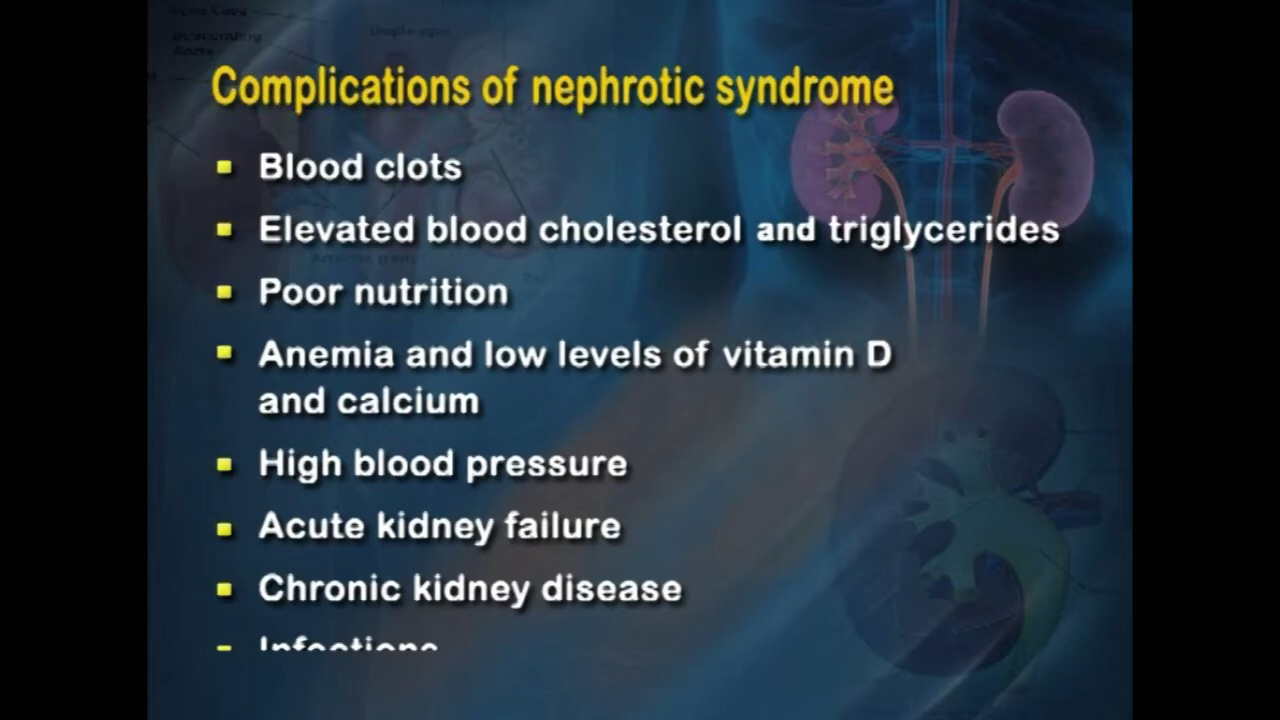 Complications of nephrotic syndrome
Blood clots
Elevated blood cholesterol and triglycerides
Poor nutrition
Anemia and low levels of vitamin D
and calcium
High blood pressure
Acute kidney failure
Chronic kidney disease
Infections